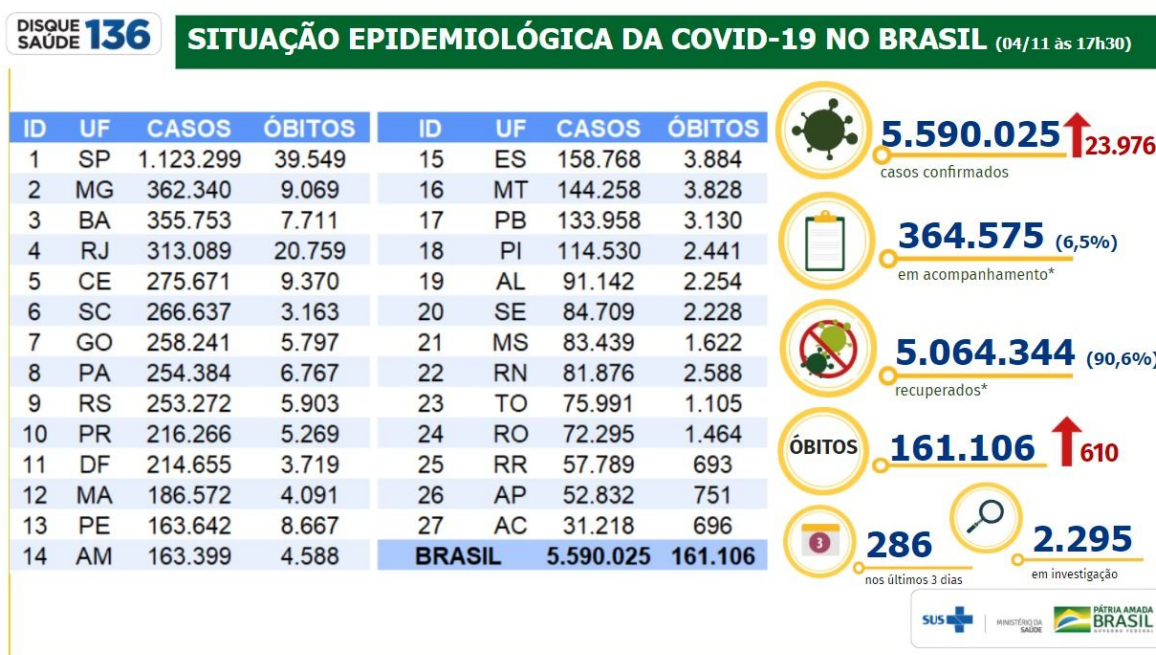 DISQUE
SAÚDE 136
SITUAÇÃO EPIDEMIOLÓGICA DA COVID-19 NO BRASIL (04/11 às 17h30)
ID UF CASOS ÓBITOS ID UF CASOS ÓBITOS
1 SP 1.123.299 39.549 15 ES 158.768 3.884
2 MG 362.340 9.069 16 MT 144.258 3.828
3 BA 355.753 7.711 17 PB 133.958 3.130
4 RJ 313.089 20.759 18 PI 114.530 2.441
5 CE 275.671 9.370 19 AL 91.142 2.254
6 SC 266.637 3.163 20 SE 84.709 2.228
7 GO 258.241 5.797 21 MS 83.439 1.622
8 PA 254.384 6.767 22 RN 81.876 2.588
9 RS 253.272 5.903 23 TO 75.991 1.105
10 PR 216.266 5.269 24 RO 72.295 1.464
11 DF 214.655 3.719 25 RR 57.789 693
12 MA 186.572 4.091 26 AP 52.832 751
13 PE 163.642 8.667 27 AC 31.218 696
14 AM 163.399 4.588 BRASIL 5.590.025 161.106
5.590.025 23.976
casos confirmados
364.575 (6,5%)
em acompanhamento*
5.064.344 (90,6%)
recuperados*
ÓBITOS 161.106 610
3 286
nos últimos 3 dias
2.295
em investigação
SUS
MINISTÉRIO DA
SAÚDE
PÁTRIA AMADA
BRASIL
GOVERNO FEDERAL